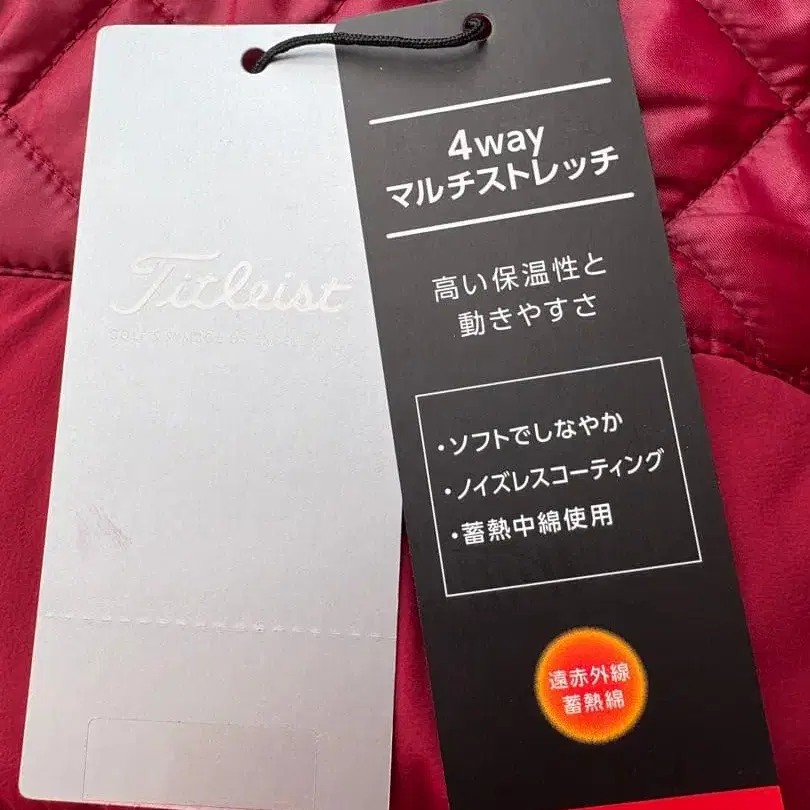 Titleist
4way
マルチストレッチ
高い保温性と
動きやすさ
・ソフトでしなやか
・ノイズレスコーティング
・蓄熱中綿使用
遠赤外線
蓄熱綿